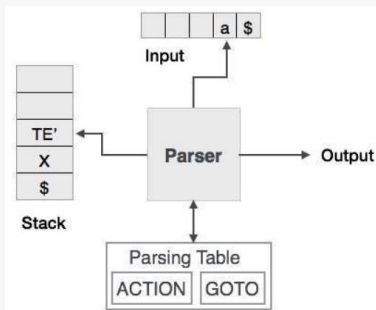 a $
Input
TE'
X
$
Stack
Parser
Output
Parsing Table
ACTION GOTO